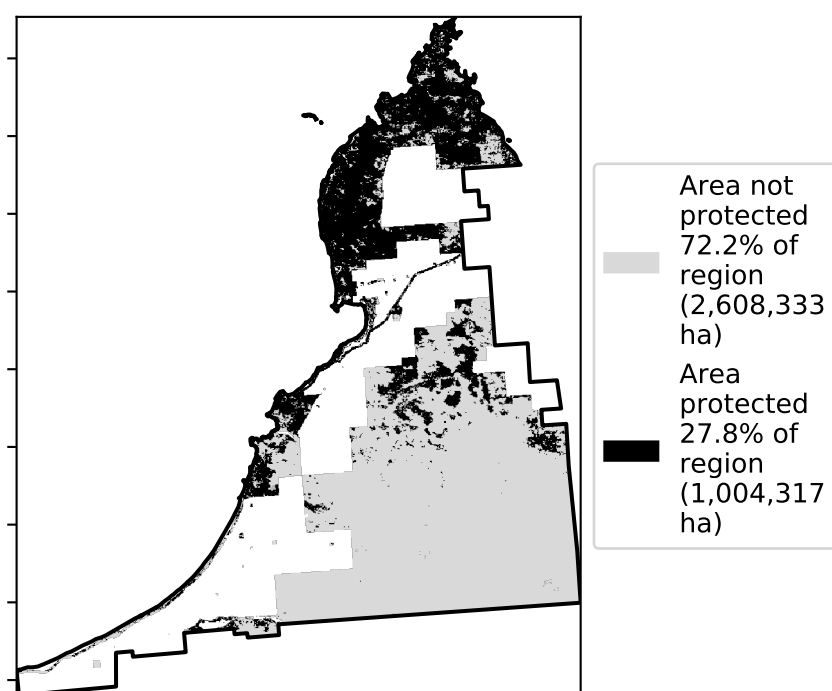 Area not
protected
72.2% of
region
(2,608,333
ha)
Area
protected
27.8% of
region
(1,004,317
ha)